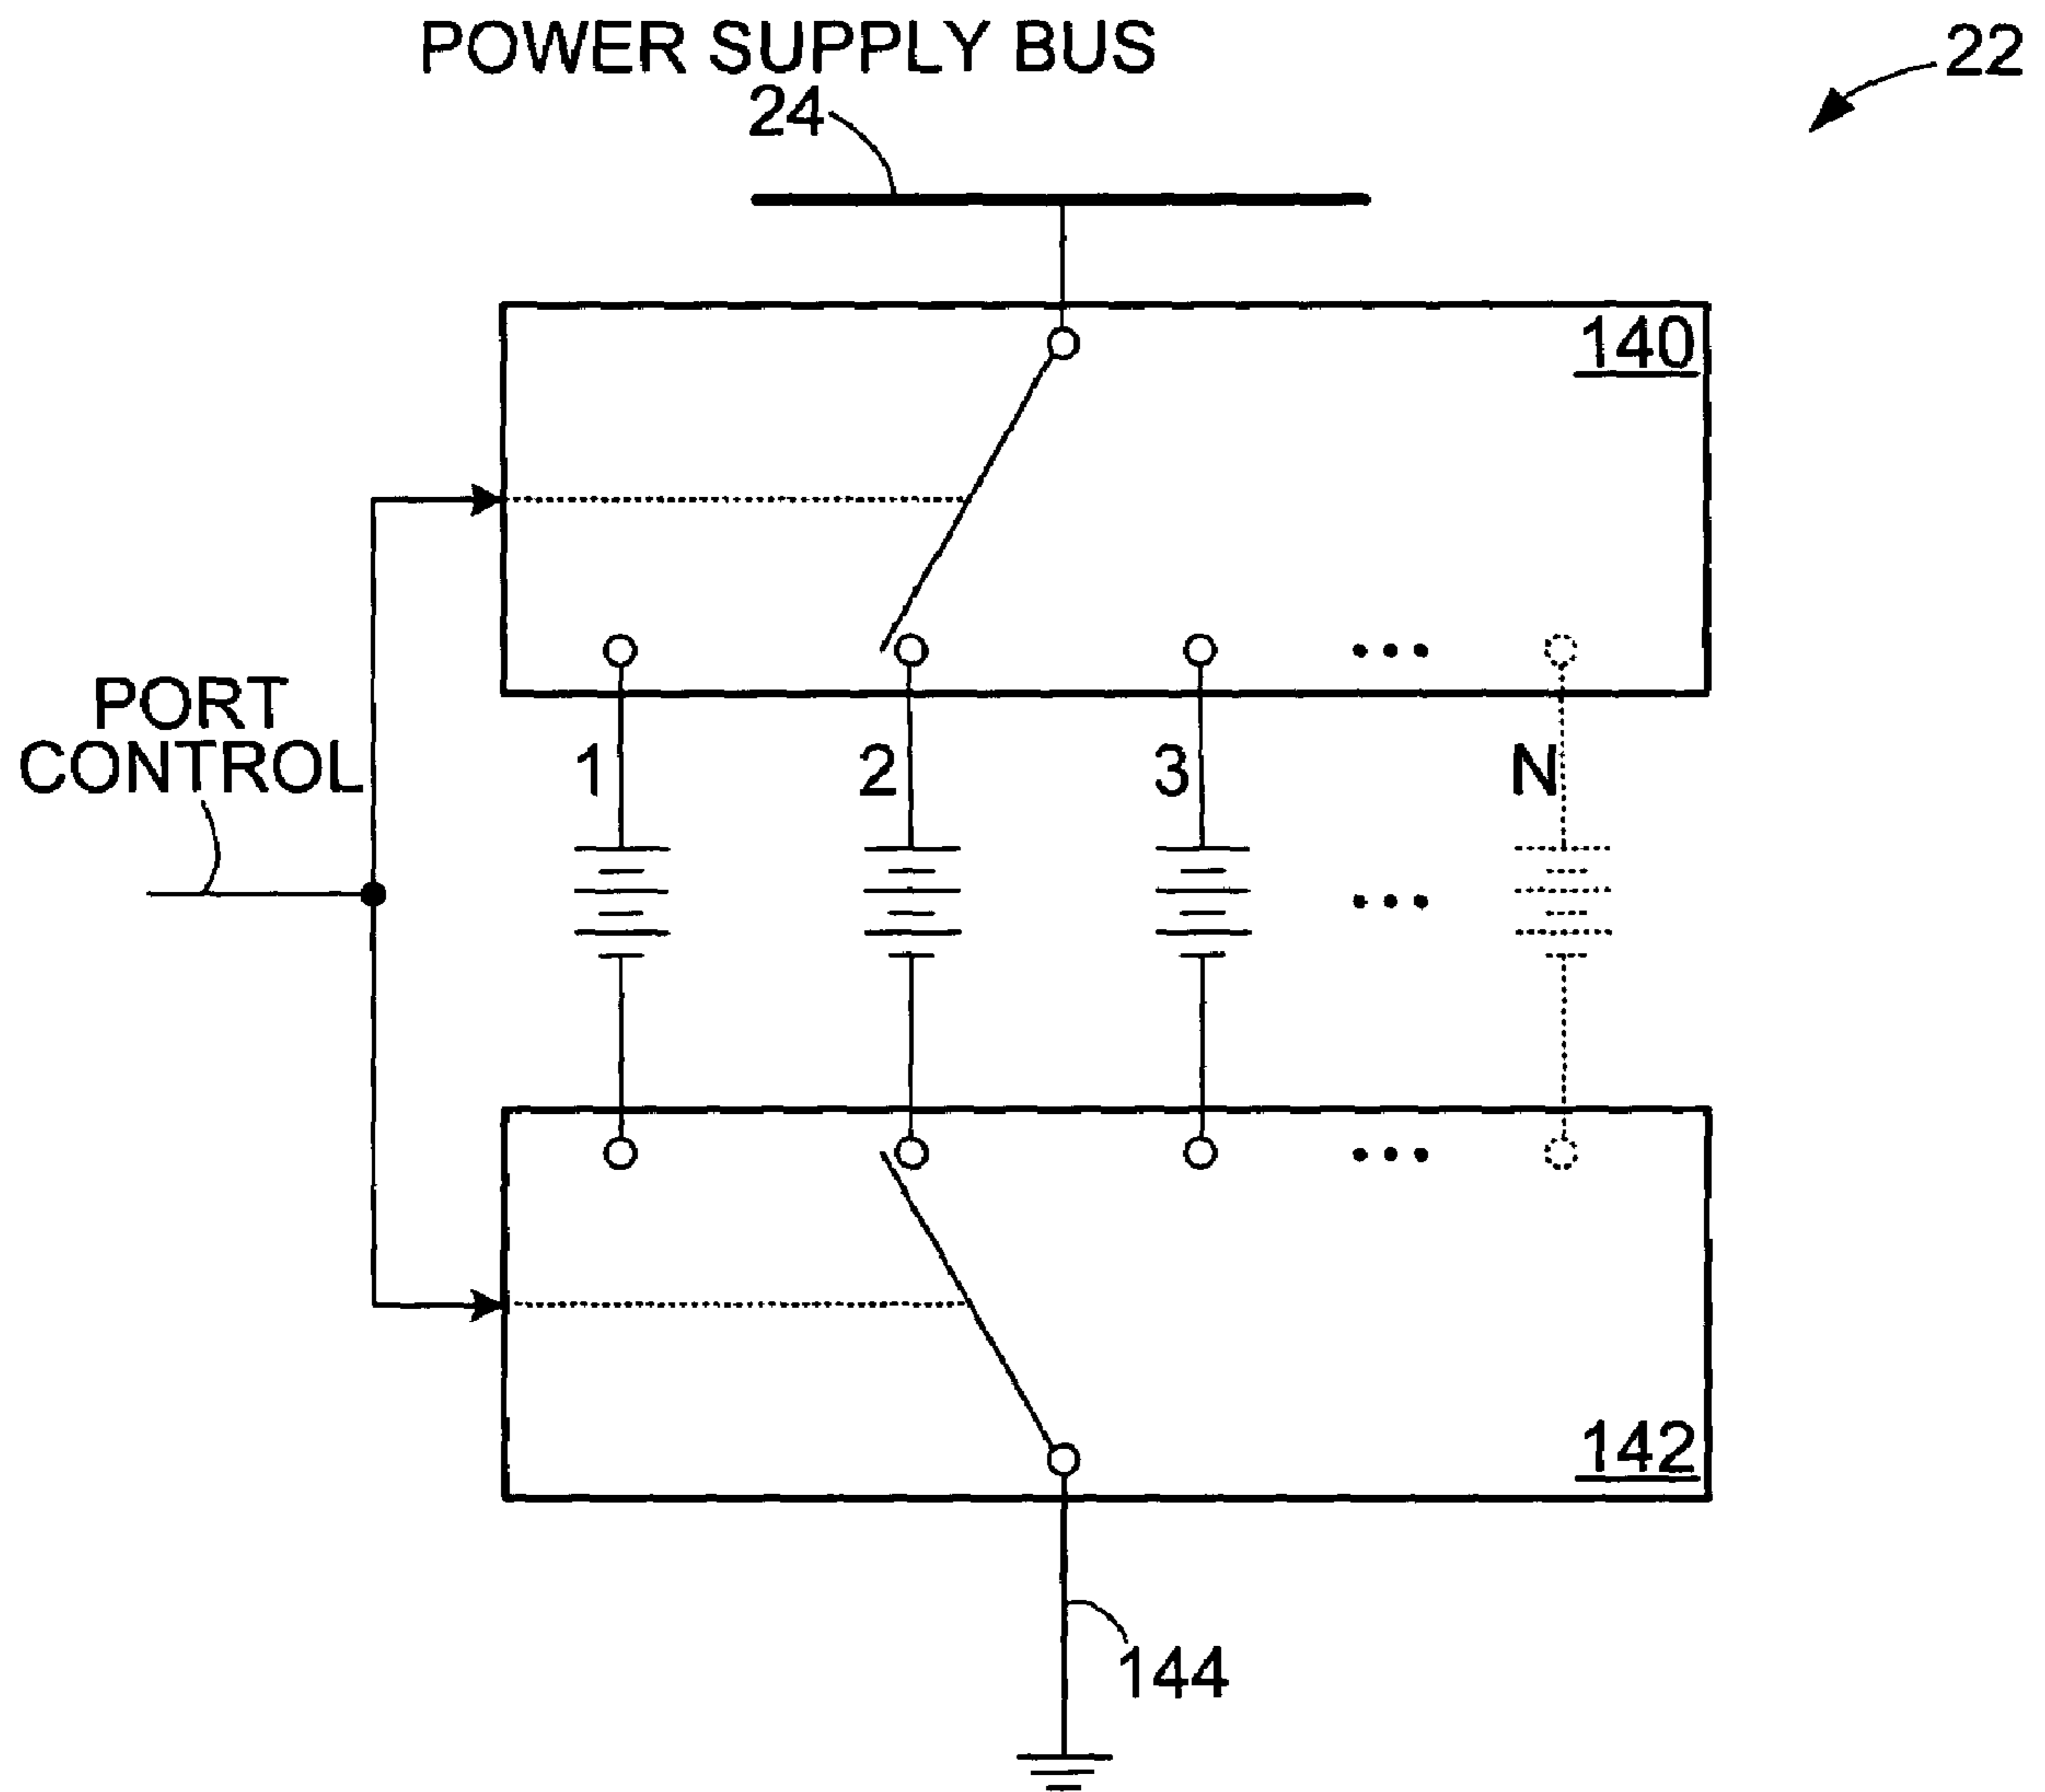 POWER SUPPLY BUS
24
22
140
PORT
CONTROL
1 2 3 ... N
...
142
144